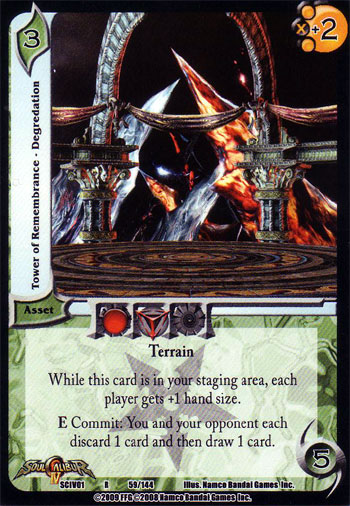 3
x+2
Tower of Remembrance - Degredation
Asset
Terrain
While this card is in your staging area, each
player gets +1 hand size.
E Commit: You and your opponent each
discard 1 card and then draw 1 card.
5
SOULCALIBUR
IV
SCIV01 R 59/144 Illus. Namco Bandai Games Inc.
©2009 FFG ©2008 Namco Bandai Games Inc.